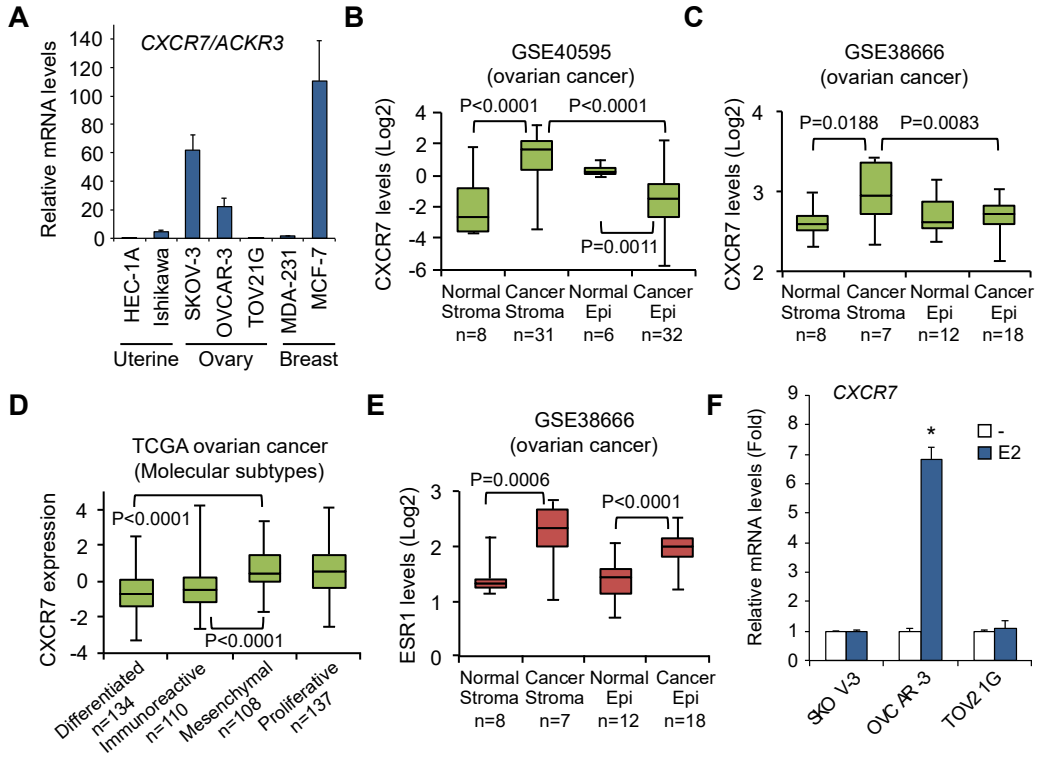 A
CXCR7/ACKR3
Relative mRNA levels
140
120
100
80
60
40
20
0
HEC-1A
Ishikawa
SKOV-3
OVCAR-3
TOV21G
MDA-231
MCF-7
Uterine
Ovary
Breast
B
GSE40595
(ovarian cancer)
CXCR7 levels (Log2)
4
2
0
-2
-4
-6
P<0.0001
P<0.0001
P=0.0011
Normal Stroma n=8
Cancer Stroma n=31
Normal Epi n=6
Cancer Epi n=32
C
GSE38666
(ovarian cancer)
CXCR7 levels (Log2)
4
3
2
P=0.0188
P=0.0083
Normal Stroma n=8
Cancer Stroma n=7
Normal Epi n=12
Cancer Epi n=18
D
TCGA ovarian cancer
(Molecular subtypes)
CXCR7 expression
4
2
0
-2
-4
P<0.0001
P<0.0001
Differentiated
n=134
Immunoreactive
n=110
Mesenchymal
n=108
Proliferative
n=137
E
GSE38666
(ovarian cancer)
ESR1 levels (Log2)
3
2
1
0
P=0.0006
P<0.0001
Normal Stroma n=8
Cancer Stroma n=7
Normal Epi n=12
Cancer Epi n=18
F
CXCR7
Relative mRNA levels (Fold)
9
8
7
6
5
4
3
2
1
0
*
-
E2
SKO V-3
OVC AR-3
TOV2 1G